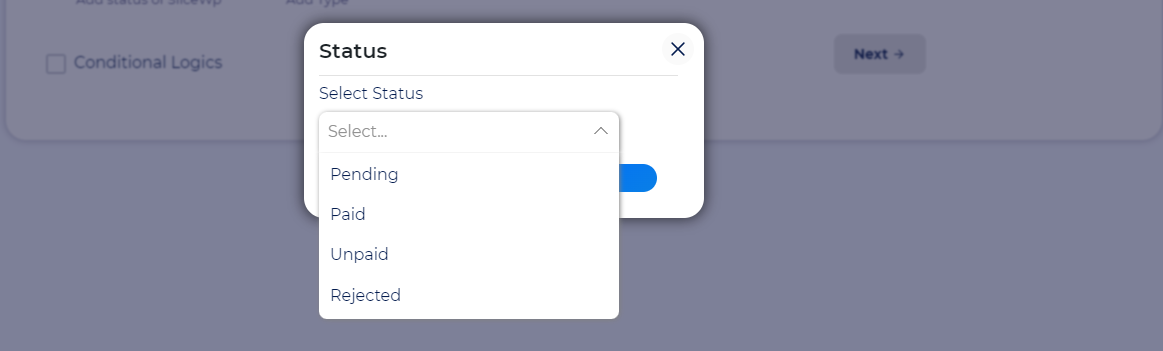 Add status of SliceWp
Add Type
Status
Conditional Logics
Next →
Select Status
Select...
Pending
Paid
Unpaid
Rejected